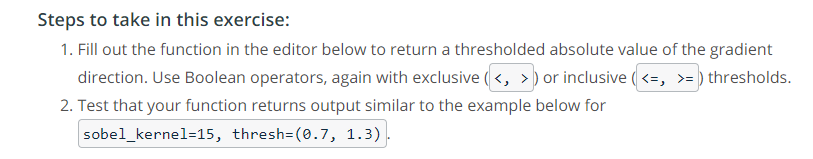 Steps to take in this exercise:
1. Fill out the function in the editor below to return a thresholded absolute value of the gradient
direction. Use Boolean operators, again with exclusive ( <, > ) or inclusive ( <=, >= ) thresholds.
2. Test that your function returns output similar to the example below for
sobel_kernel=15, thresh=(0.7, 1.3) .